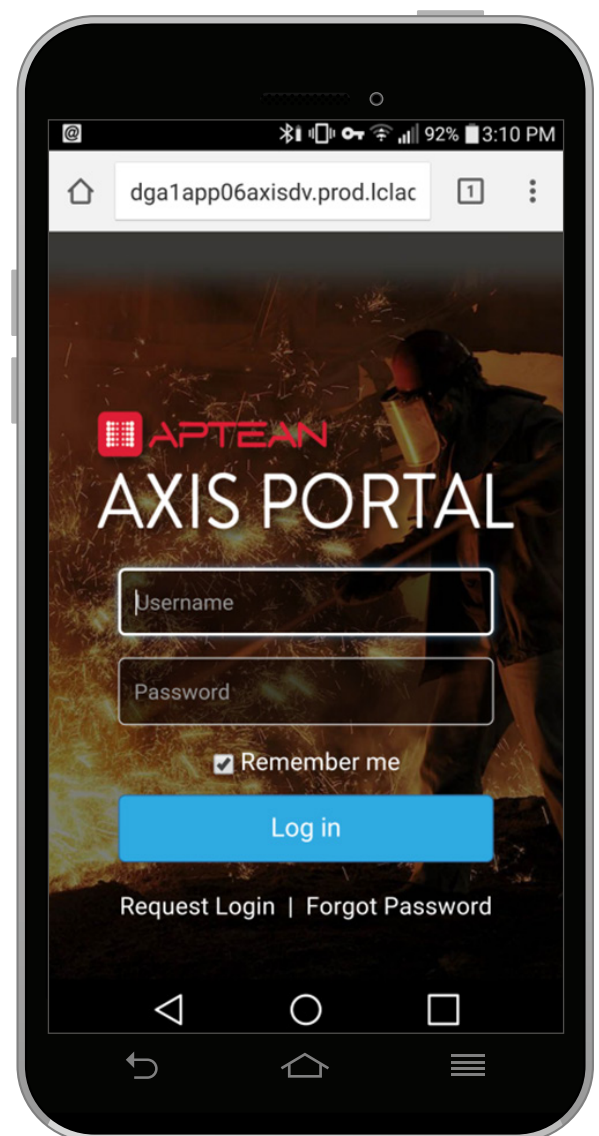 @ 92% 3:10 PM
dga1app06axisdv.prod.lclac 1
APTEAN
AXIS PORTAL
Username
Password
Remember me
Log in
Request Login | Forgot Password